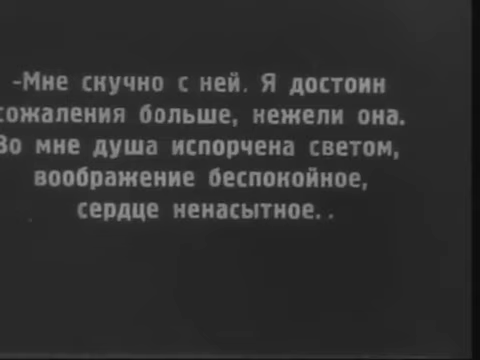 -Мне скучно с ней. Я достоин
сожаления больше, нежели она.
Во мне душа испорчена светом,
воображение беспокойное,
сердце ненасытное..